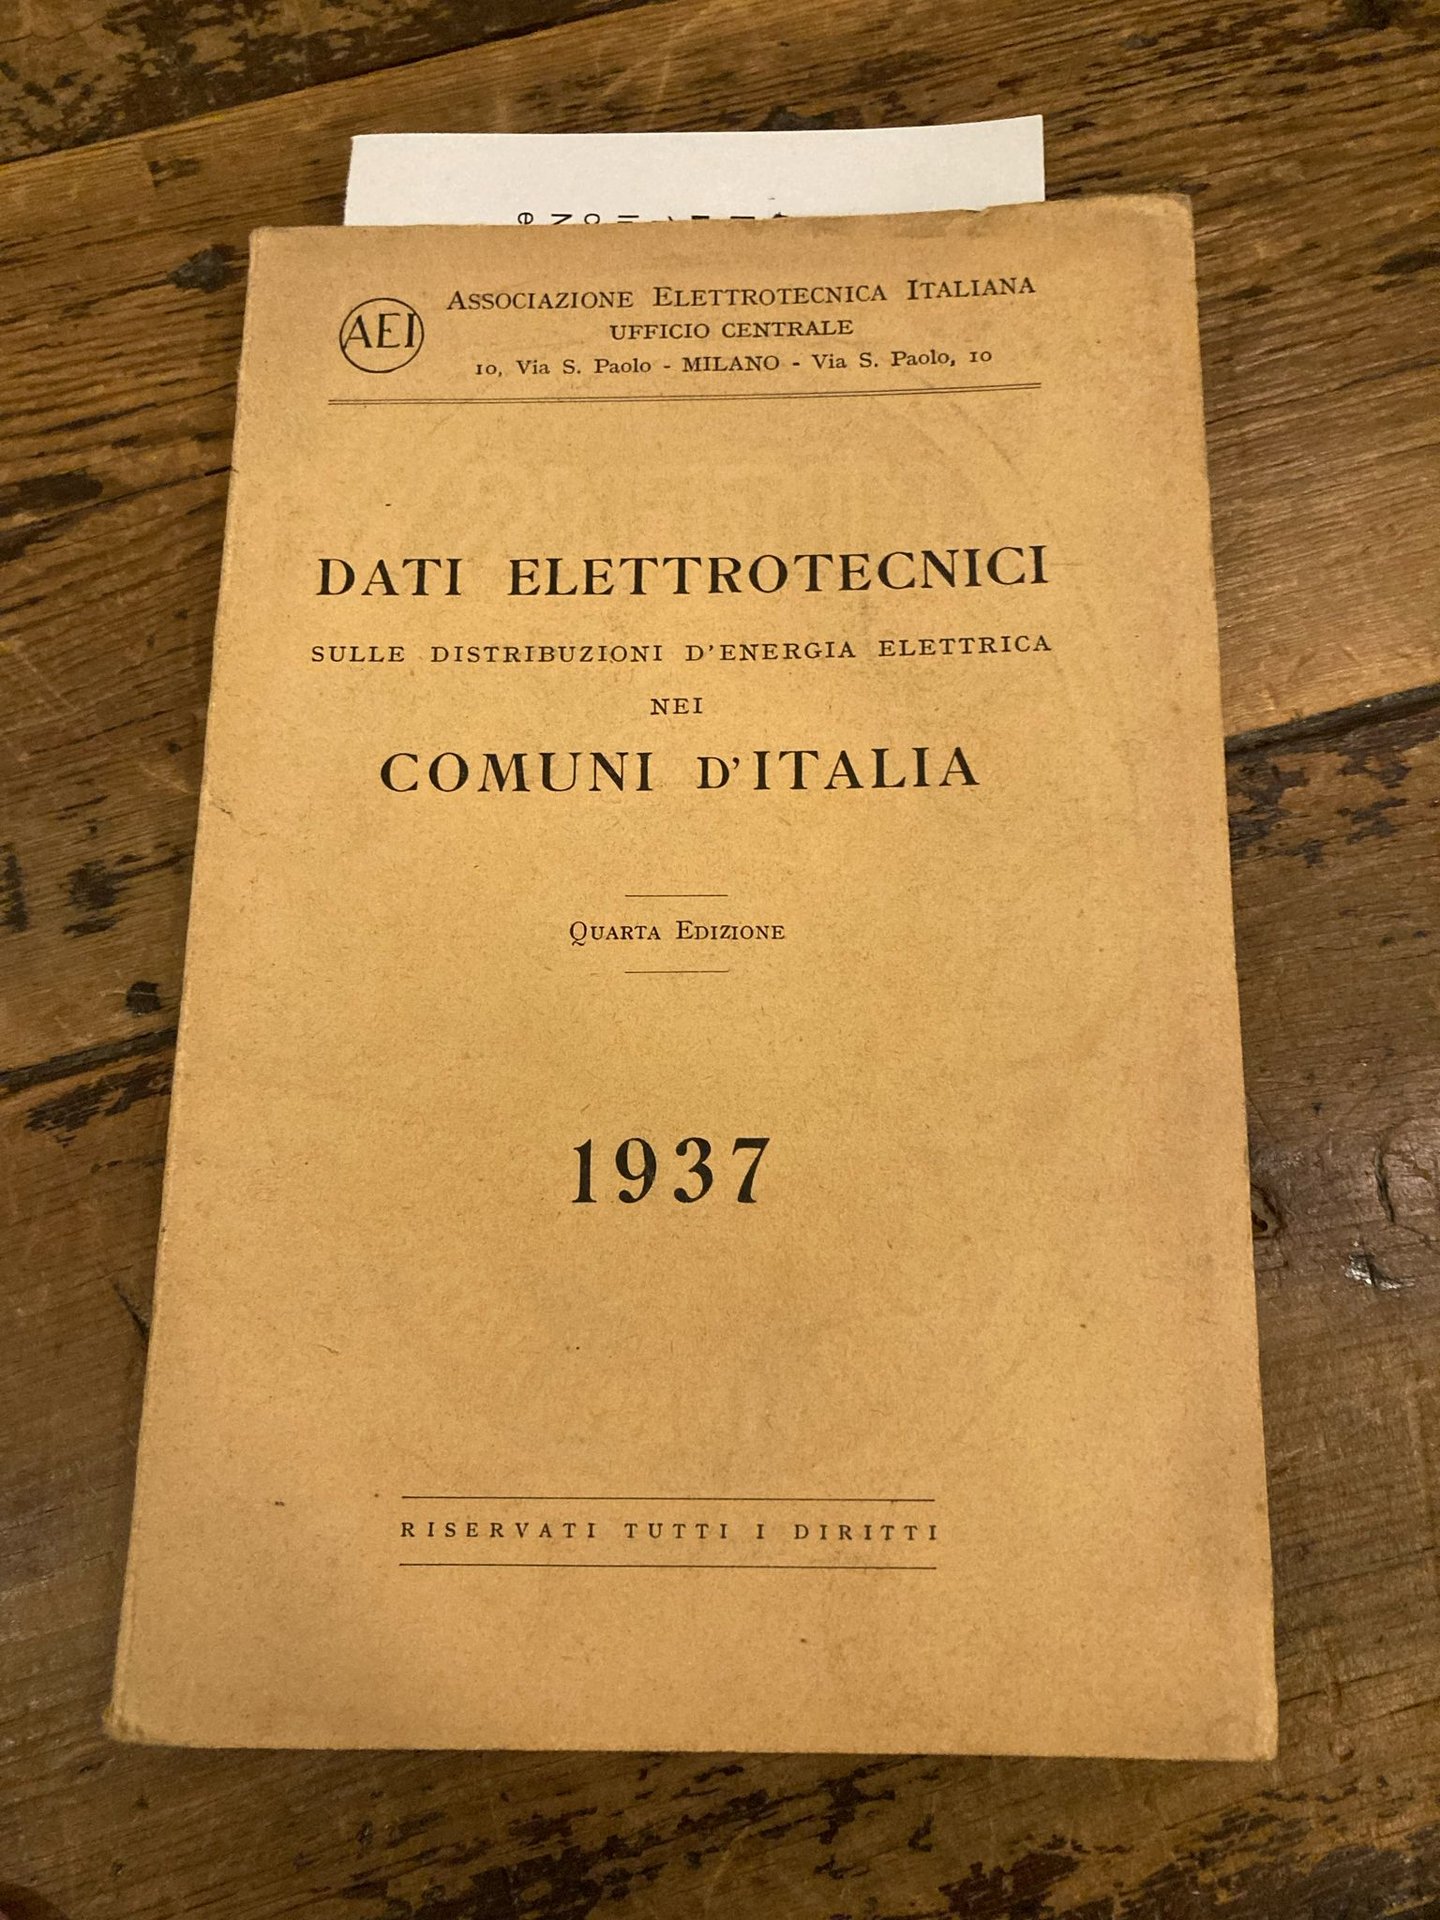 AEI
Associazione Elettrotecnica Italiana
UFFICIO CENTRALE
10, Via S. Paolo - MILANO - Via S. Paolo, 10
DATI ELETTROTECNICI
SULLE DISTRIBUZIONI D'ENERGIA ELETTRICA
NEI
COMUNI D'ITALIA
Quarta Edizione
1937
RISERVATI TUTTI I DIRITTI